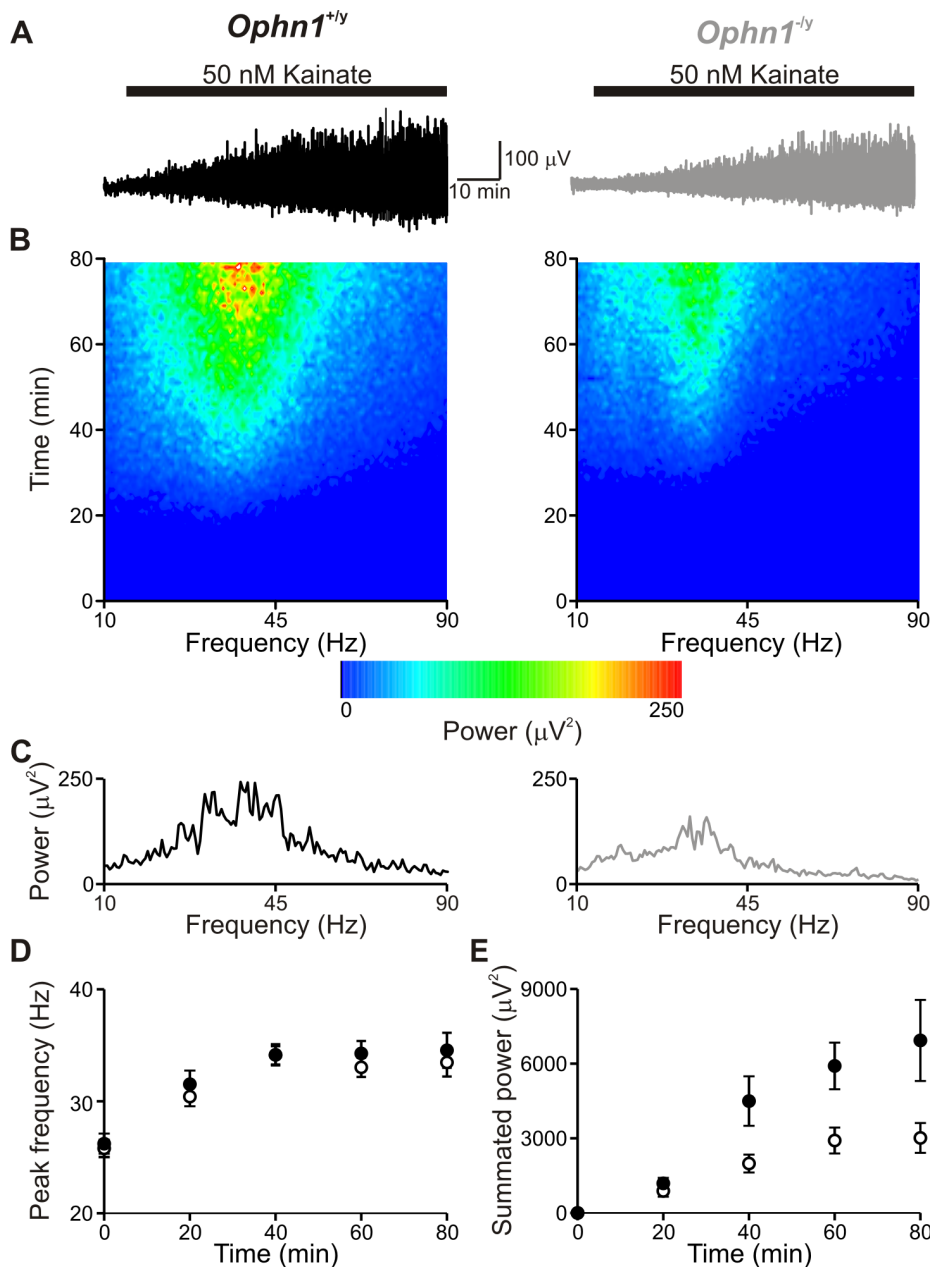 A
Ophn1+/y
Ophn1-/y
50 nM Kainate
50 nM Kainate
100 μV
10 min
B
Time (min)
80
60
40
20
0
10
45
90
Frequency (Hz)
80
60
40
20
0
10
45
90
Frequency (Hz)
0
250
Power (μV²)
C
Power (μV²)
250
0
10
45
90
Frequency (Hz)
250
0
10
45
90
Frequency (Hz)
D
Peak frequency (Hz)
40
30
20
0
20
40
60
80
Time (min)
E
Summated power (μV²)
9000
6000
3000
0
0
20
40
60
80
Time (min)